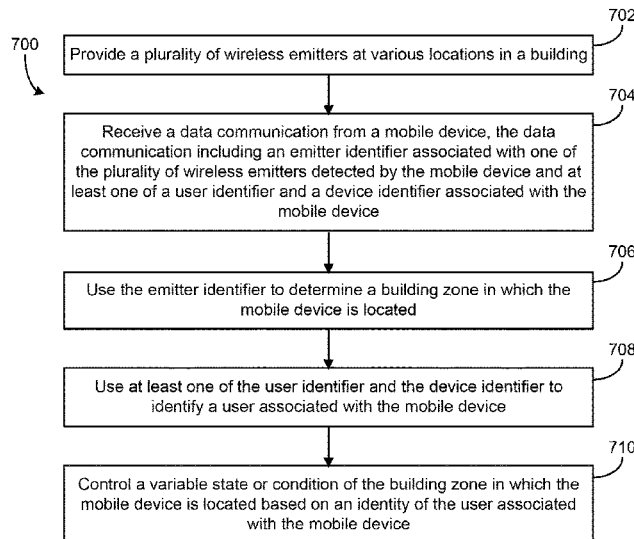 702
700
Provide a plurality of wireless emitters at various locations in a building
704
Receive a data communication from a mobile device, the data
communication including an emitter identifier associated with one of
the plurality of wireless emitters detected by the mobile device and at
least one of a user identifier and a device identifier associated with the
mobile device
706
Use the emitter identifier to determine a building zone in which the
mobile device is located
708
Use at least one of the user identifier and the device identifier to
identify a user associated with the mobile device
710
Control a variable state or condition of the building zone in which the
mobile device is located based on an identity of the user associated
with the mobile device